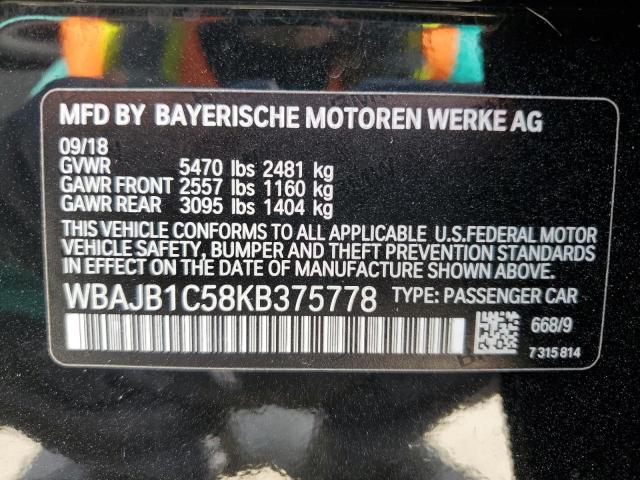 MFD BY BAYERISCHE MOTOREN WERKE AG
09/18
GVWR 5470 lbs 2481 kg
GAWR FRONT 2557 lbs 1160 kg
GAWR REAR 3095 lbs 1404 kg
THIS VEHICLE CONFORMS TO ALL APPLICABLE U.S.FEDERAL MOTOR
VEHICLE SAFETY, BUMPER AND THEFT PREVENTION STANDARDS
IN EFFECT ON THE DATE OF MANUFACTURE SHOWN ABOVE.
WBAJB1C58KB375778 TYPE: PASSENGER CAR
668/9
7 315 814